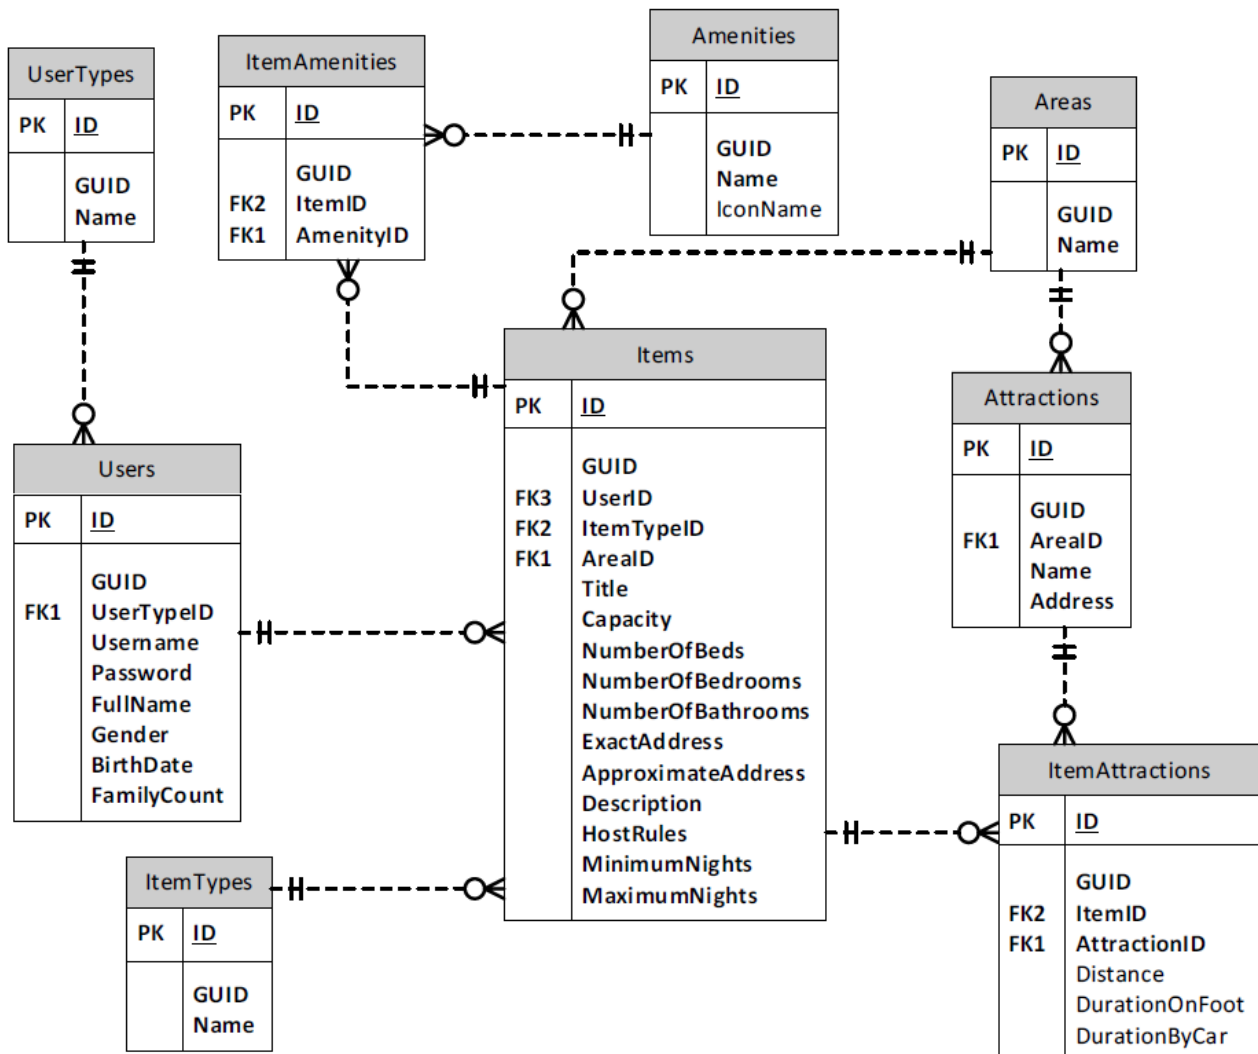 UserTypes
PK ID
GUID
Name
ItemAmenities
PK ID
GUID
FK2 ItemID
FK1 AmenityID
Amenities
PK ID
GUID
Name
IconName
Areas
PK ID
GUID
Name
Users
PK ID
GUID
FK1 UserTypeID
Username
Password
FullName
Gender
BirthDate
FamilyCount
Items
PK ID
GUID
FK3 UserID
FK2 ItemTypeID
FK1 AreaID
Title
Capacity
NumberOfBeds
NumberOfBedrooms
NumberOfBathrooms
ExactAddress
ApproximateAddress
Description
HostRules
MinimumNights
MaximumNights
Attractions
PK ID
GUID
FK1 AreaID
Name
Address
ItemTypes
PK ID
GUID
Name
ItemAttractions
PK ID
GUID
FK2 ItemID
FK1 AttractionID
Distance
DurationOnFoot
DurationByCar